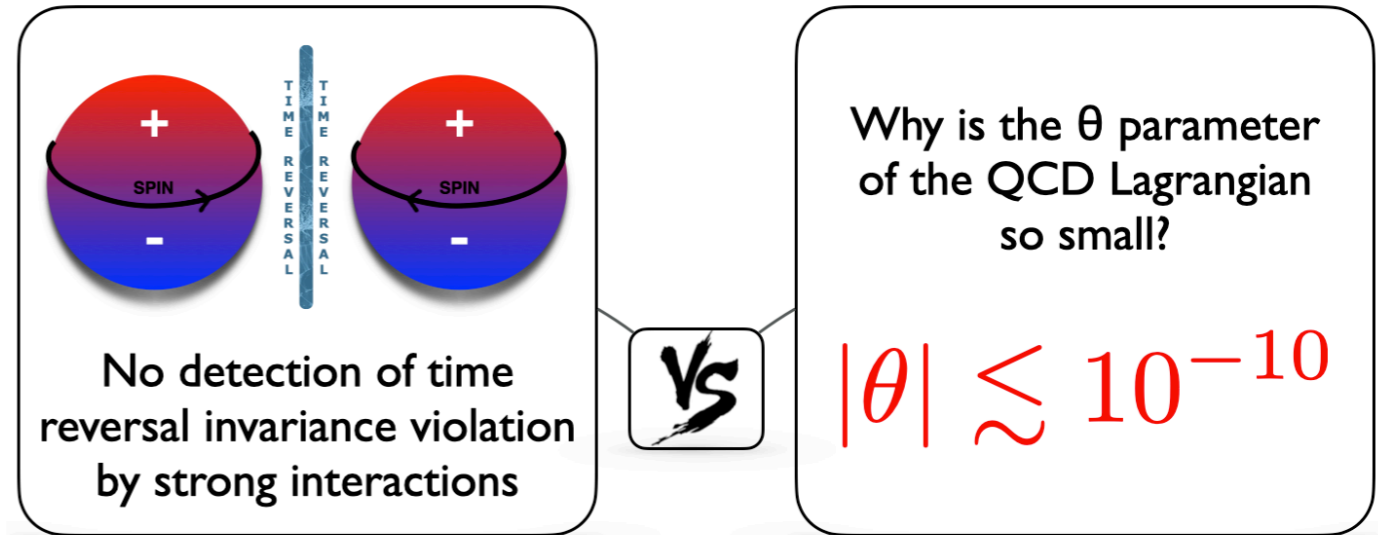 +
+
TIME REVERSAL
TIME REVERSAL
SPIN
SPIN
-
-
No detection of time
reversal invariance violation
by strong interactions
VS
Why is the θ parameter
of the QCD Lagrangian
so small?
|θ| ≲ 10⁻¹⁰